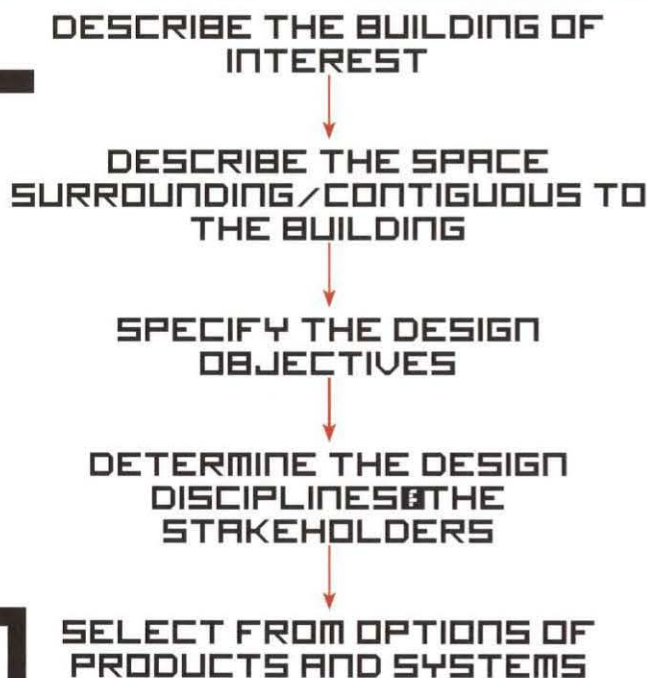 DESCRIBE THE BUILDING OF
INTEREST
DESCRIBE THE SPACE
SURROUNDING/CONTIGUOUS TO
THE BUILDING
SPECIFY THE DESIGN
OBJECTIVES
DETERMINE THE DESIGN
DISCIPLINES&THE
STAKEHOLDERS
SELECT FROM OPTIONS OF
PRODUCTS AND SYSTEMS